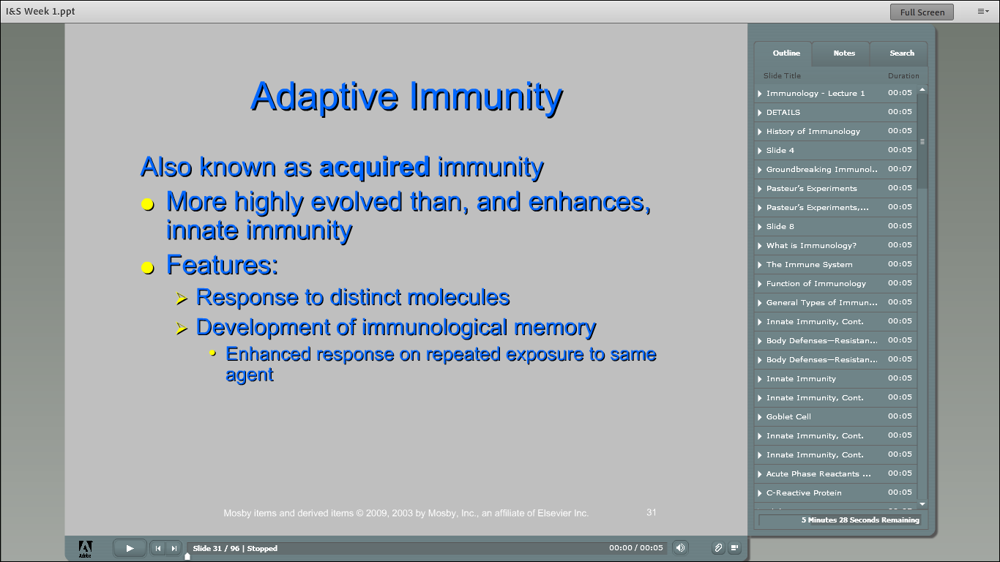 I&S Week 1.ppt
Full Screen
Adaptive Immunity
Also known as acquired immunity
More highly evolved than, and enhances,
innate immunity
Features:
Response to distinct molecules
Development of immunological memory
Enhanced response on repeated exposure to same
agent
Mosby items and derived items © 2009, 2003 by Mosby, Inc., an affiliate of Elsevier Inc.
31
Outline Notes Search
Slide Title Duration
Immunology - Lecture 1 00:05
DETAILS 00:05
History of Immunology 00:05
Slide 4 00:05
Groundbreaking Immunol.. 00:07
Pasteur's Experiments 00:05
Pasteur's Experiments,... 00:05
Slide 8 00:05
What is Immunology? 00:05
The Immune System 00:05
Function of Immunology 00:05
General Types of Immun... 00:05
Innate Immunity, Cont. 00:05
Body Defenses—Resistan... 00:05
Body Defenses—Resistan... 00:05
Innate Immunity 00:05
Innate Immunity, Cont. 00:05
Goblet Cell 00:05
Innate Immunity, Cont. 00:05
Innate Immunity, Cont. 00:05
Acute Phase Reactants ... 00:05
C-Reactive Protein 00:05
5 Minutes 28 Seconds Remaining
Adobe
Slide 31 / 96 | Stopped
00:00 / 00:05